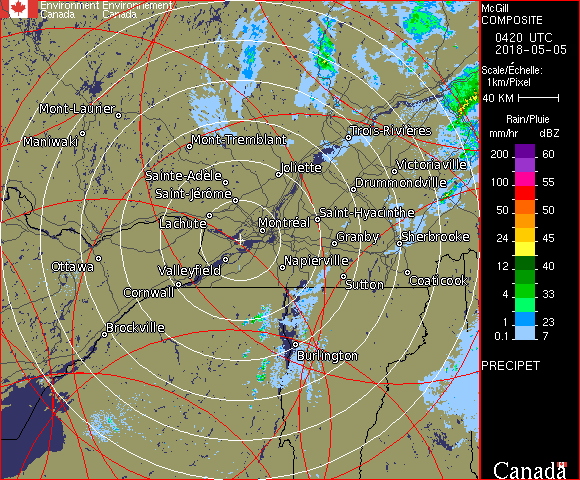 Environment Environnement
Canada Canada
McGill
COMPOSITE
0420 UTC
2018-05-05
Scale/Échelle:
1km/Pixel
40 KM
Rain/Pluie
mm/hr dBZ
200 60
100 55
50 50
24 45
12 40
4 33
1 23
0.1 7
PRECIPET
Mont-Laurier
Maniwaki
Mont-Tremblant
Trois-Rivières
Sainte-Adèle
Joliette
Victoriaville
Saint-Jérôme
Drummondville
Lachute
Montréal
Saint-Hyacinthe
Granby
Sherbrooke
Ottawa
Valleyfield
Napierville
Cornwall
Sutton
Coaticook
Brockville
Burlington
Canada